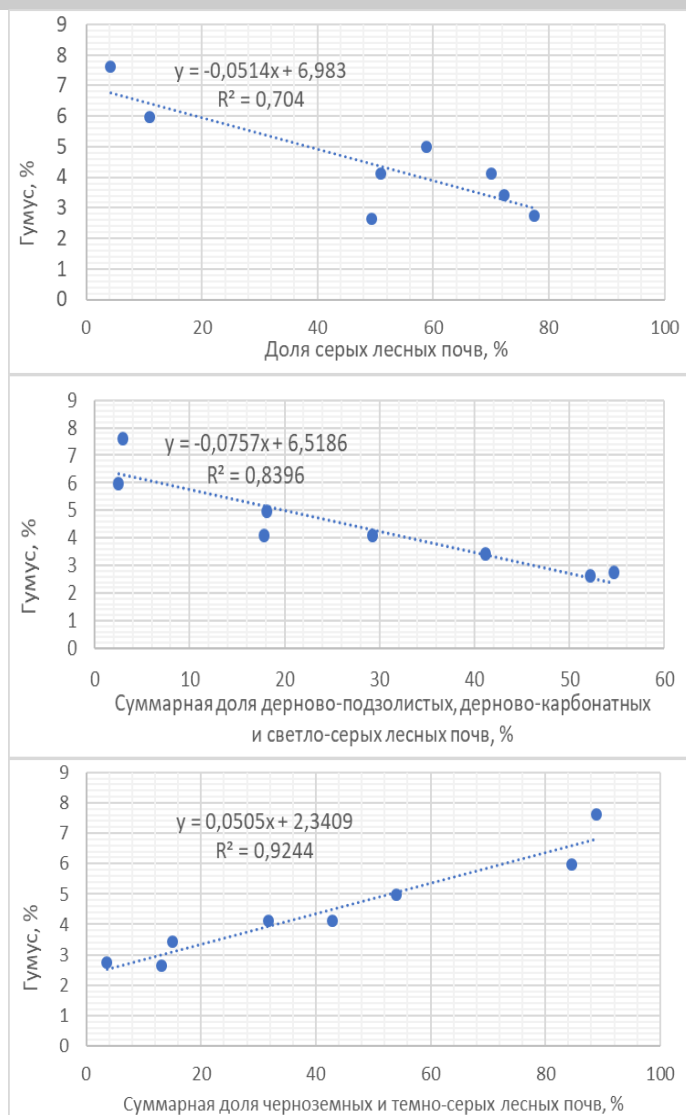 9
8
7
6
5
4
3
2
1
0
Гумус, %
y = -0,0514x + 6,983
R² = 0,704
0 20 40 60 80 100
Доля серых лесных почв, %
9
8
7
6
5
4
3
2
1
0
Гумус, %
y = -0,0757x + 6,5186
R² = 0,8396
0 10 20 30 40 50 60
Суммарная доля дерново-подзолистых, дерново-карбонатных
и светло-серых лесных почв, %
9
8
7
6
5
4
3
2
1
0
Гумус, %
y = 0,0505x + 2,3409
R² = 0,9244
0 20 40 60 80 100
Суммарная доля черноземных и темно-серых лесных почв, %